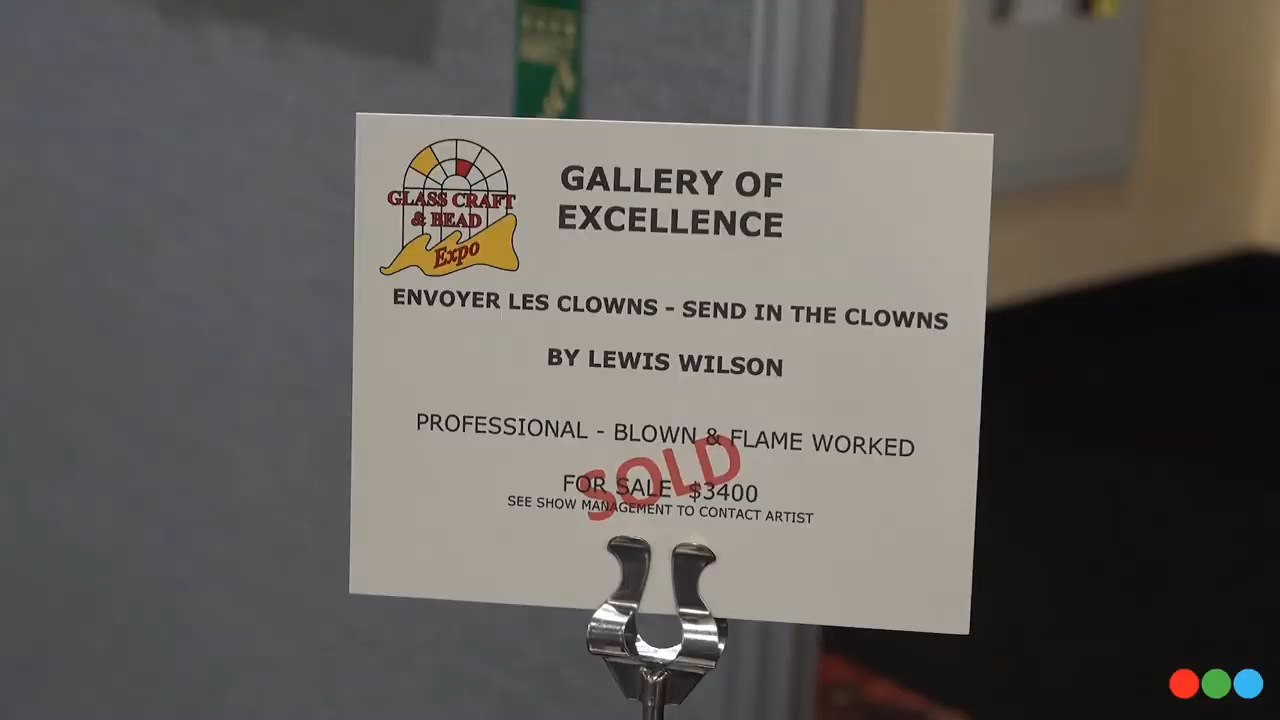 GLASS CRAFT
& BEAD
Expo
GALLERY OF
EXCELLENCE
ENVOYER LES CLOWNS - SEND IN THE CLOWNS
BY LEWIS WILSON
PROFESSIONAL - BLOWN & FLAME WORKED
SOLD
FOR SALE $3400
SEE SHOW MANAGEMENT TO CONTACT ARTIST